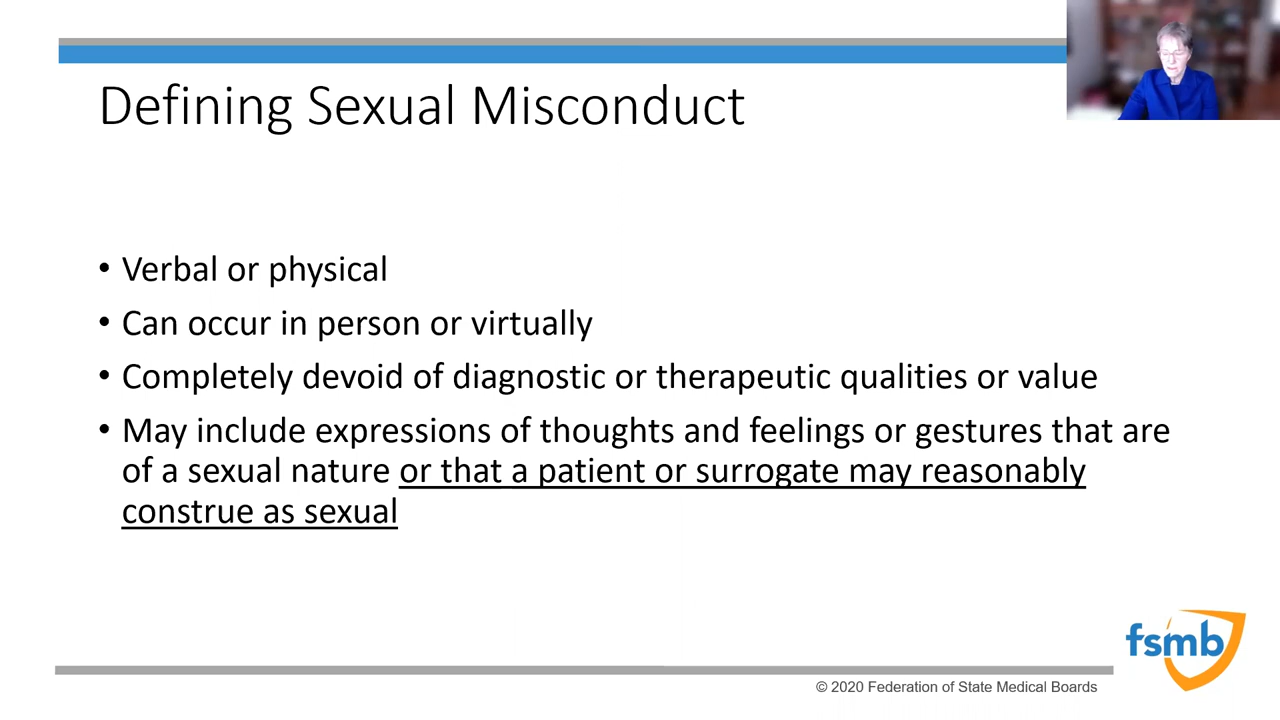 Defining Sexual Misconduct
• Verbal or physical
• Can occur in person or virtually
• Completely devoid of diagnostic or therapeutic qualities or value
• May include expressions of thoughts and feelings or gestures that are
of a sexual nature or that a patient or surrogate may reasonably
construe as sexual
fsmb
© 2020 Federation of State Medical Boards